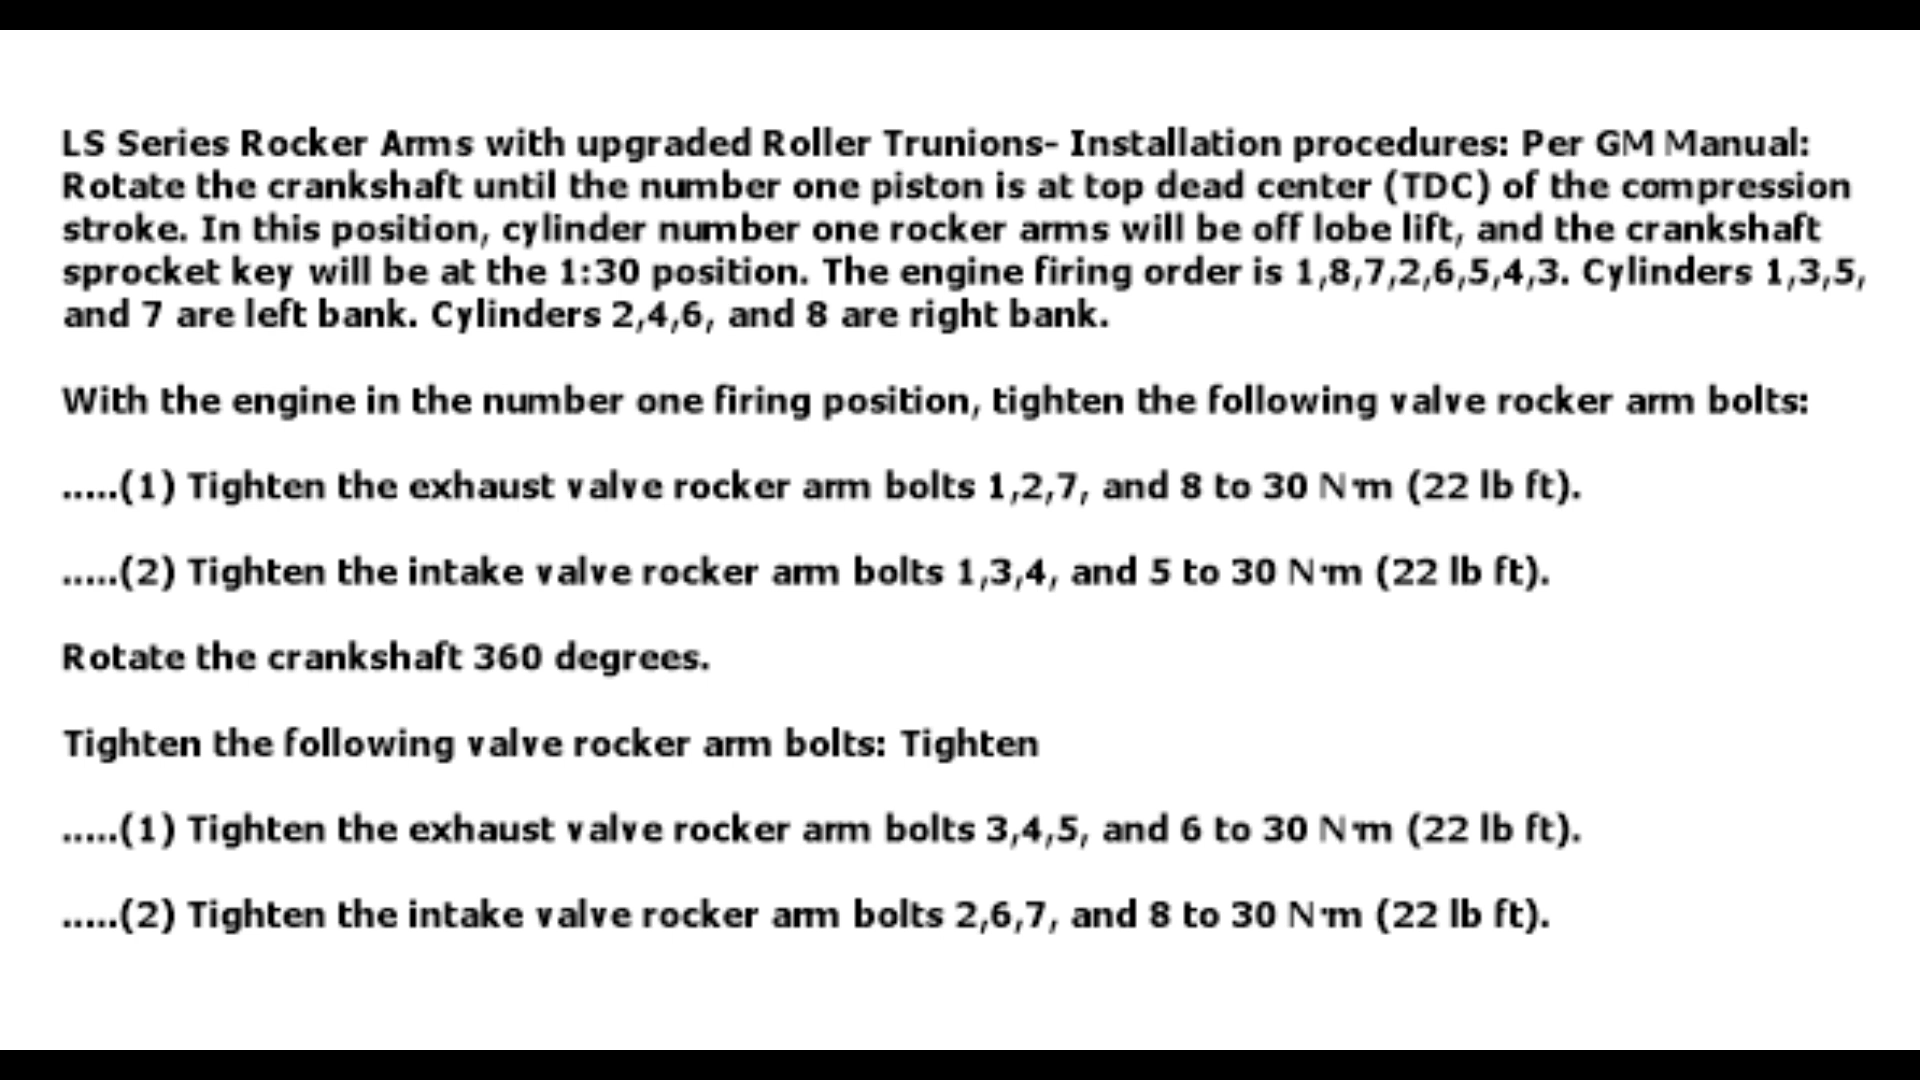 LS Series Rocker Arms with upgraded Roller Trunions- Installation procedures: Per GM Manual:
Rotate the crankshaft until the number one piston is at top dead center (TDC) of the compression
stroke. In this position, cylinder number one rocker arms will be off lobe lift, and the crankshaft
sprocket key will be at the 1:30 position. The engine firing order is 1,8,7,2,6,5,4,3. Cylinders 1,3,5,
and 7 are left bank. Cylinders 2,4,6, and 8 are right bank.
With the engine in the number one firing position, tighten the following valve rocker arm bolts:
.....(1) Tighten the exhaust valve rocker arm bolts 1,2,7, and 8 to 30 N·m (22 lb ft).
.....(2) Tighten the intake valve rocker arm bolts 1,3,4, and 5 to 30 N·m (22 lb ft).
Rotate the crankshaft 360 degrees.
Tighten the following valve rocker arm bolts: Tighten
.....(1) Tighten the exhaust valve rocker arm bolts 3,4,5, and 6 to 30 N·m (22 lb ft).
.....(2) Tighten the intake valve rocker arm bolts 2,6,7, and 8 to 30 N·m (22 lb ft).